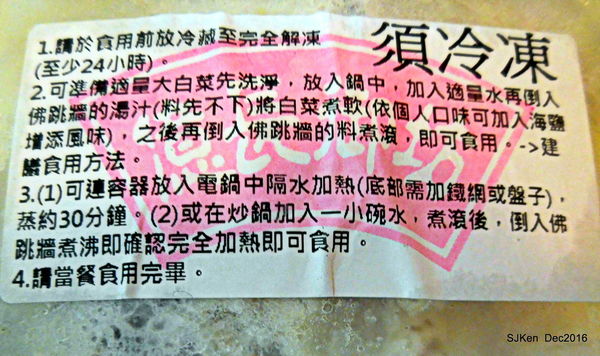 須冷凍
1.請於食用前放冷藏至完全解凍
(至少24小時)。
2.可準備適量大白菜先洗淨，放入鍋中，加入適量水再倒入
佛跳牆的湯汁(料先不下)將白菜煮軟(依個人口味可加入海鹽
增添風味)，之後再倒入佛跳牆的料煮滾，即可食用。->建
議食用方法。
3.(1)可連容器放入電鍋中隔水加熱(底部需加鐵網或盤子)，
蒸約30分鐘。(2)或在炒鍋加入一小碗水，煮滾後，倒入佛
跳牆煮沸即確認完全加熱即可食用。
4.請當餐食用完畢。
SJKen Dec2016